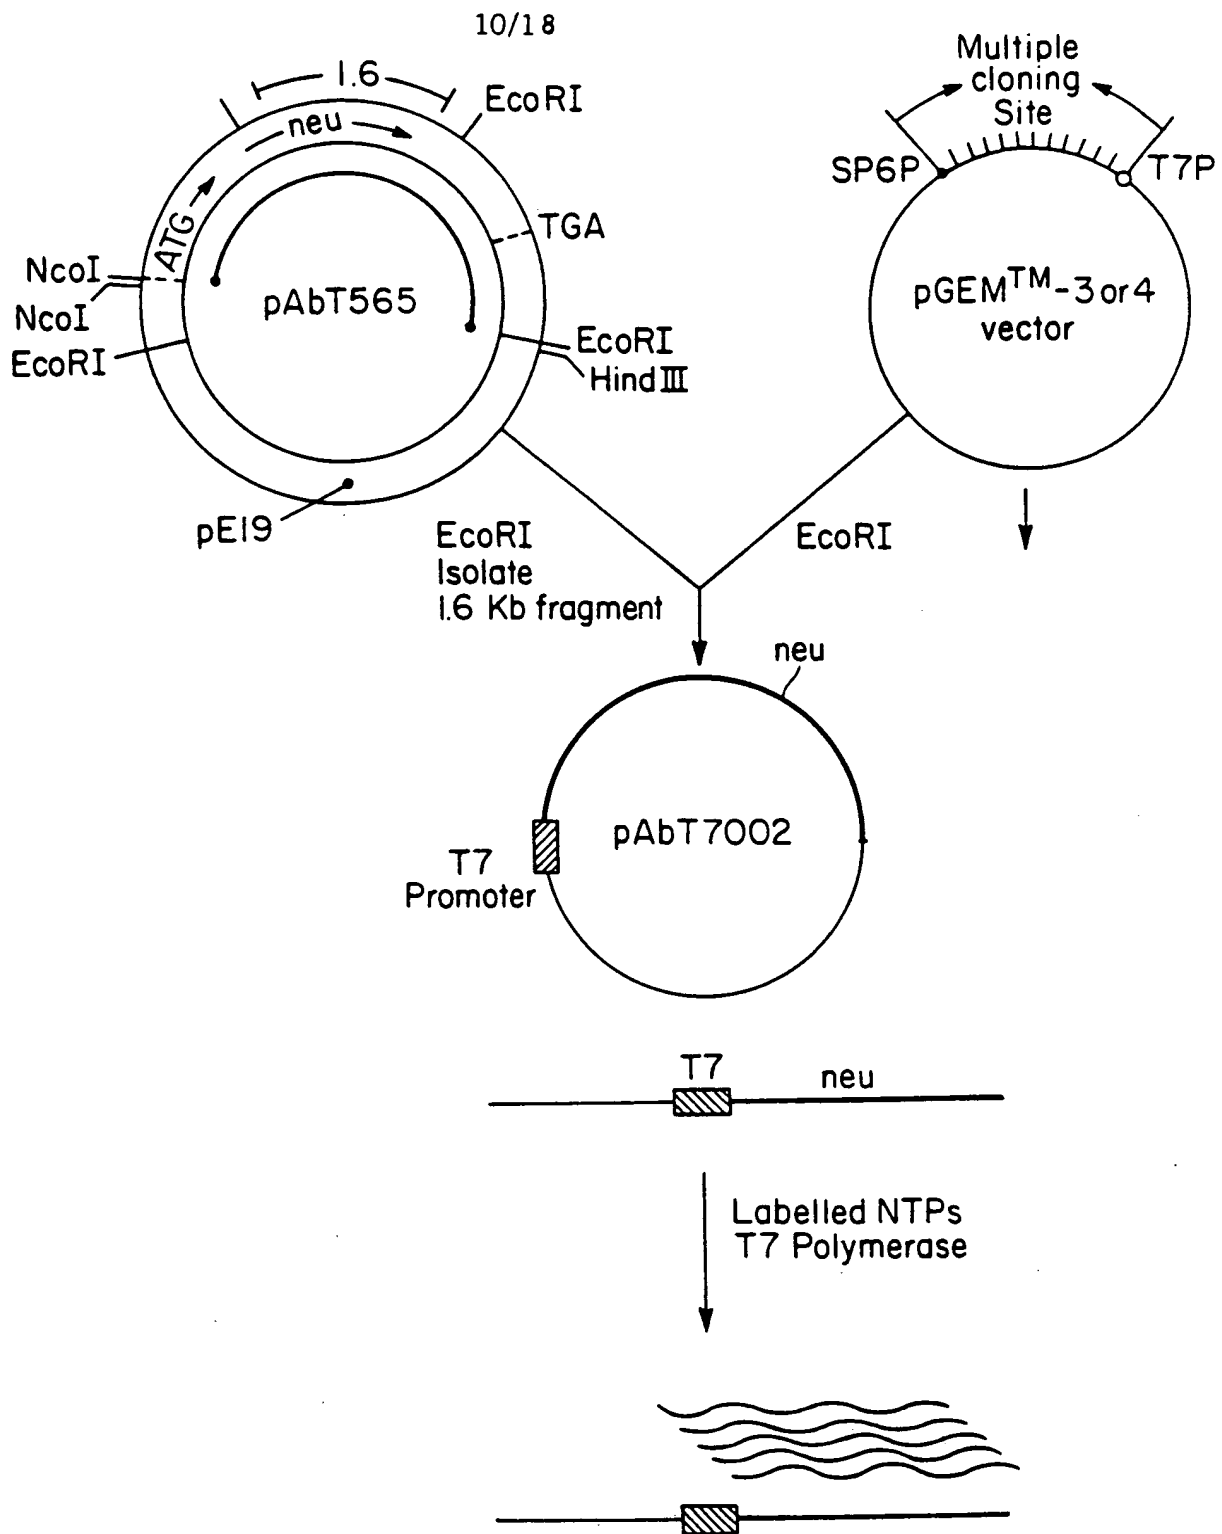 10/18
1.6
EcoRI
neu
ATG
TGA
NcoI
NcoI
EcoRI
pAbT565
EcoRI
Hind III
pE19
Multiple
cloning
Site
SP6P
T7P
pGEM™-3 or 4
vector
EcoRI
Isolate
1.6 Kb fragment
EcoRI
neu
pAbT7002
T7
Promoter
T7
neu
Labelled NTPs
T7 Polymerase